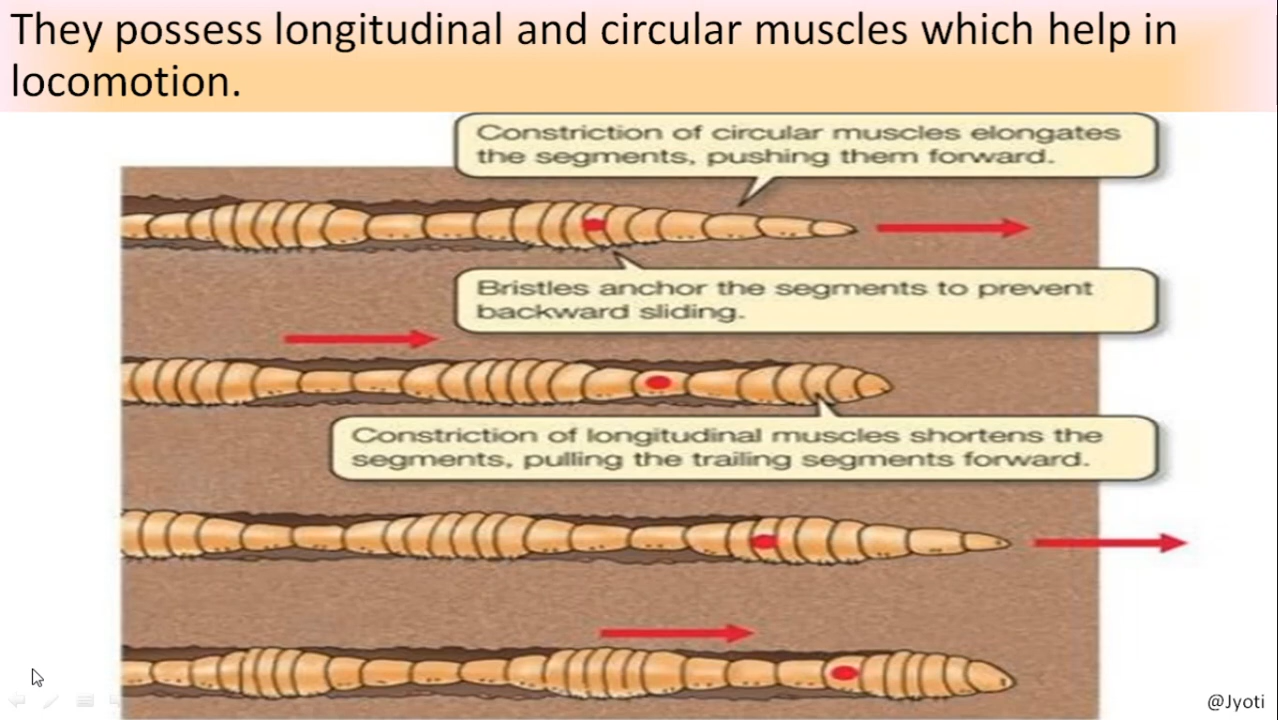 They possess longitudinal and circular muscles which help in
locomotion.
Constriction of circular muscles elongates
the segments, pushing them forward.
Bristles anchor the segments to prevent
backward sliding.
Constriction of longitudinal muscles shortens the
segments, pulling the trailing segments forward.
@Jyoti